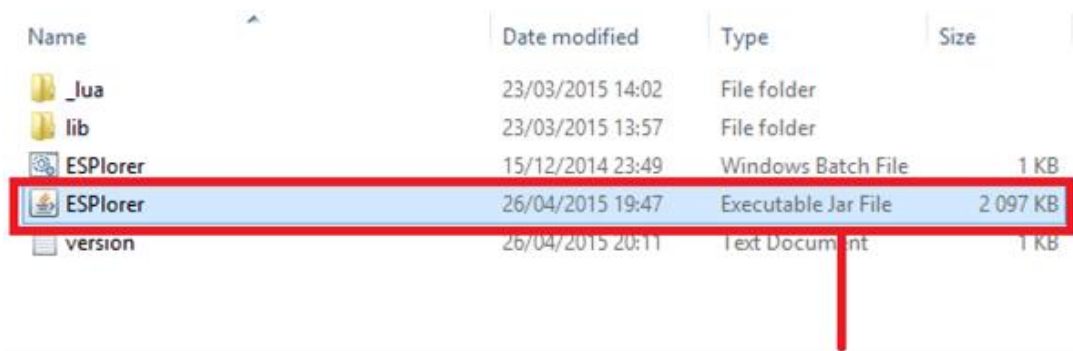 Name Date modified Type Size
_lua 23/03/2015 14:02 File folder
lib 23/03/2015 13:57 File folder
ESPlorer 15/12/2014 23:49 Windows Batch File 1 KB
ESPlorer 26/04/2015 19:47 Executable Jar File 2 097 KB
version 26/04/2015 20:11 Text Document 1 KB